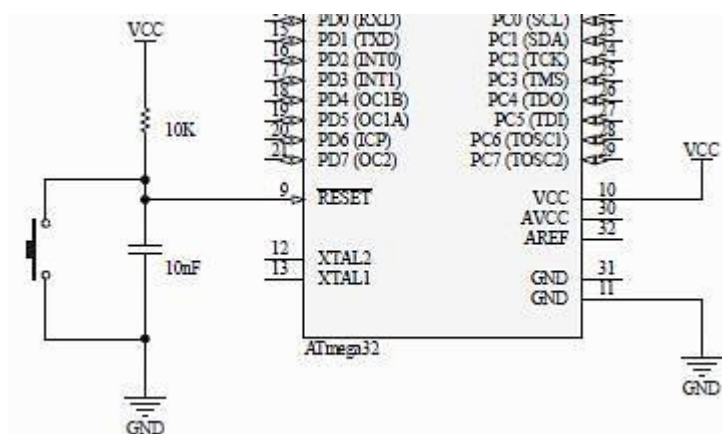 PD0 (RXD) PC0 (SCL)
VCC 15 PD1 (TXD) PC1 (SDA) 23
16 PD2 (INT0) PC2 (TCK) 24
17 PD3 (INT1) PC3 (TMS) 25
18 PD4 (OC1B) PC4 (TDO) 26
10K 19 PD5 (OC1A) PC5 (TDI) 27
20 PD6 (ICP) PC6 (TOSC1) 28
21 PD7 (OC2) PC7 (TOSC2) 29 VCC
9 RESET VCC 10
AVCC 30
AREF 32
12 XTAL2
10nF 13 XTAL1 GND 31
GND 11
ATmega32
GND
GND